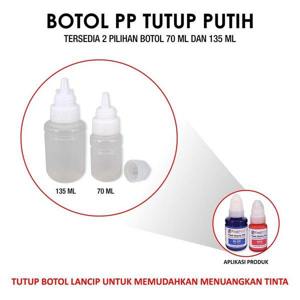 BOTOL PP TUTUP PUTIH
TERSEDIA 2 PILIHAN BOTOL 70 ML DAN 135 ML
135 ML
70 ML
APLIKASI PRODUK
TUTUP BOTOL LANCIP UNTUK MEMUDAHKAN MENUANGKAN TINTA